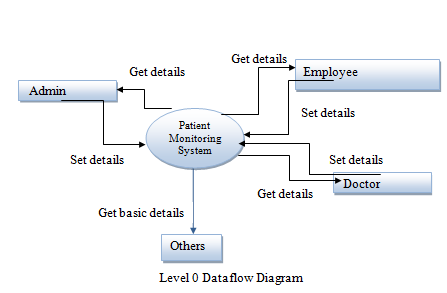 Get details
Get details
Employee
Admin
Set details
Patient
Monitoring
System
Set details
Set details
Doctor
Get details
Get basic details
Others
Level 0 Dataflow Diagram